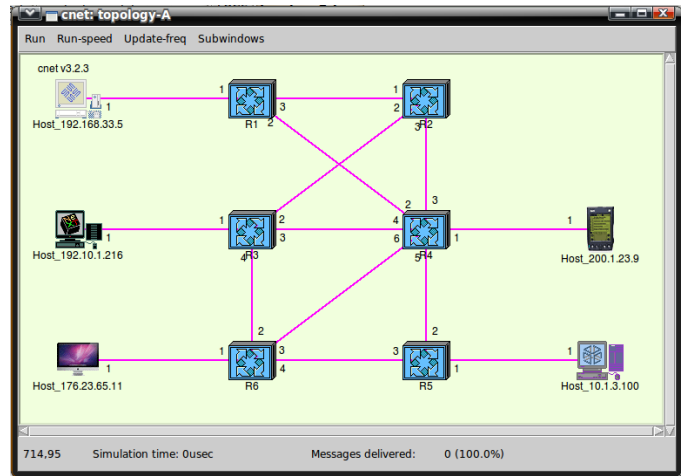 cnet: topology-A
Run Run-speed Update-freq Subwindows
cnet v3.2.3
1 1 3 2 1 2 3
Host_192.168.33.5 R1 R2
1 1 2 3 4 2 3 4 6 5 1 1
Host_192.10.1.216 R3 R4 Host_200.1.23.9
1 1 2 3 4 3 2 1 1
Host_176.23.65.11 R6 R5 Host_10.1.3.100
714,95 Simulation time: 0usec Messages delivered: 0 (100.0%)